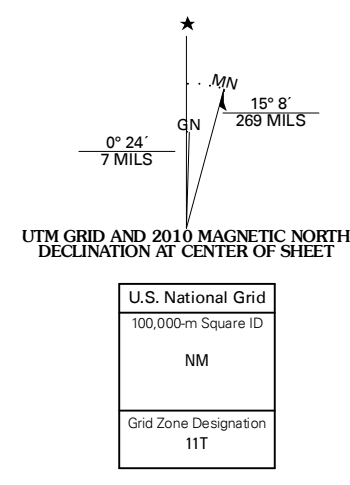 MN
15° 8´
269 MILS
GN
0° 24´
7 MILS
UTM GRID AND 2010 MAGNETIC NORTH
DECLINATION AT CENTER OF SHEET
U.S. National Grid
100,000-m Square ID
NM
Grid Zone Designation
11T